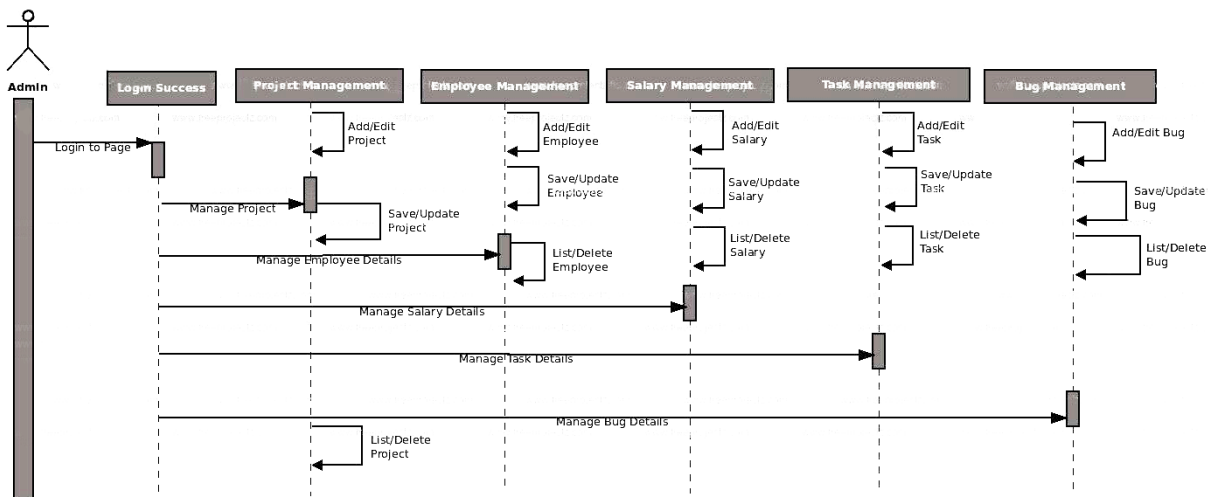 Admin
Login Success
Project Management
Employee Management
Salary Management
Task Management
Bug Management
Login to Page
Add/Edit
Project
Add/Edit
Employee
Add/Edit
Salary
Add/Edit
Task
Add/Edit Bug
Save/Update
Employee
Save/Update
Salary
Save/Update
Task
Save/Update
Bug
Manage Project
Save/Update
Project
List/Delete
Salary
List/Delete
Task
List/Delete
Bug
Manage Employee Details
List/Delete
Employee
Manage Salary Details
Manage Task Details
Manage Bug Details
List/Delete
Project